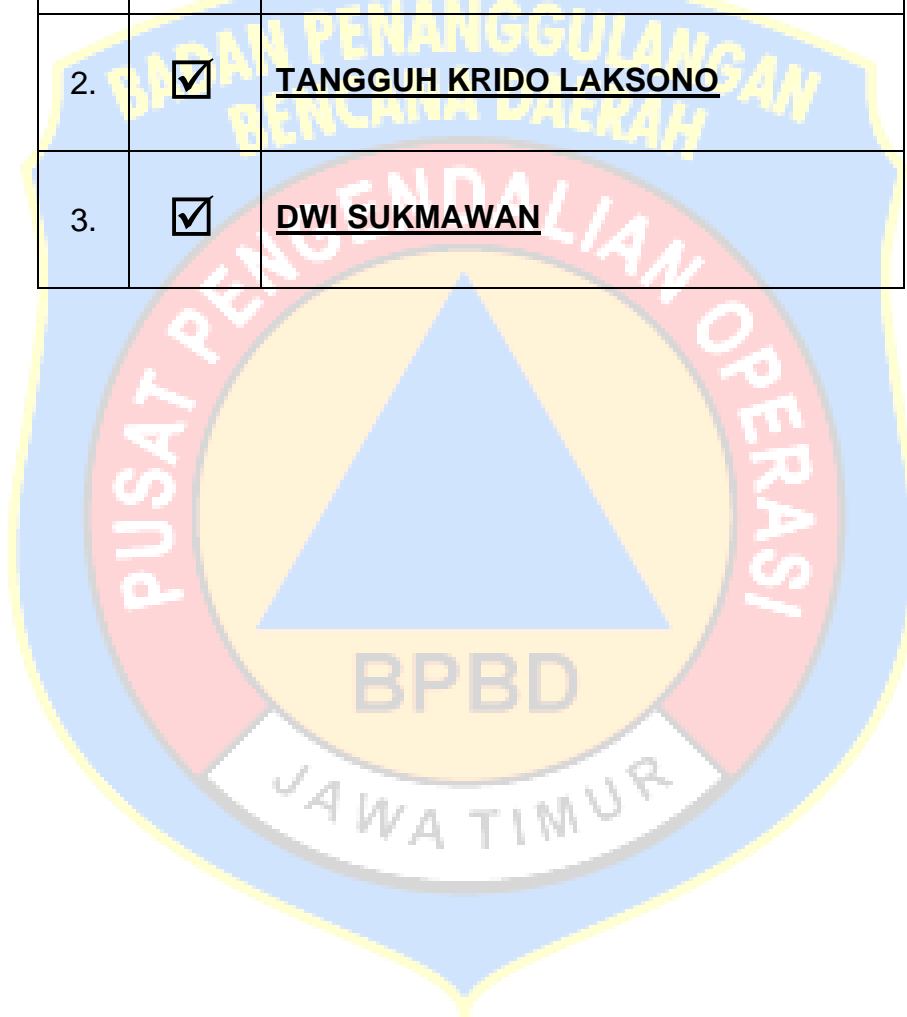 BADAN PENANGGULANGAN
BENCANA DAERAH
2. ☑ TANGGUH KRIDO LAKSONO
3. ☑ DWI SUKMAWAN
PUSAT PENGENDALIAN OPERASI
BPBD
JAWA TIMUR